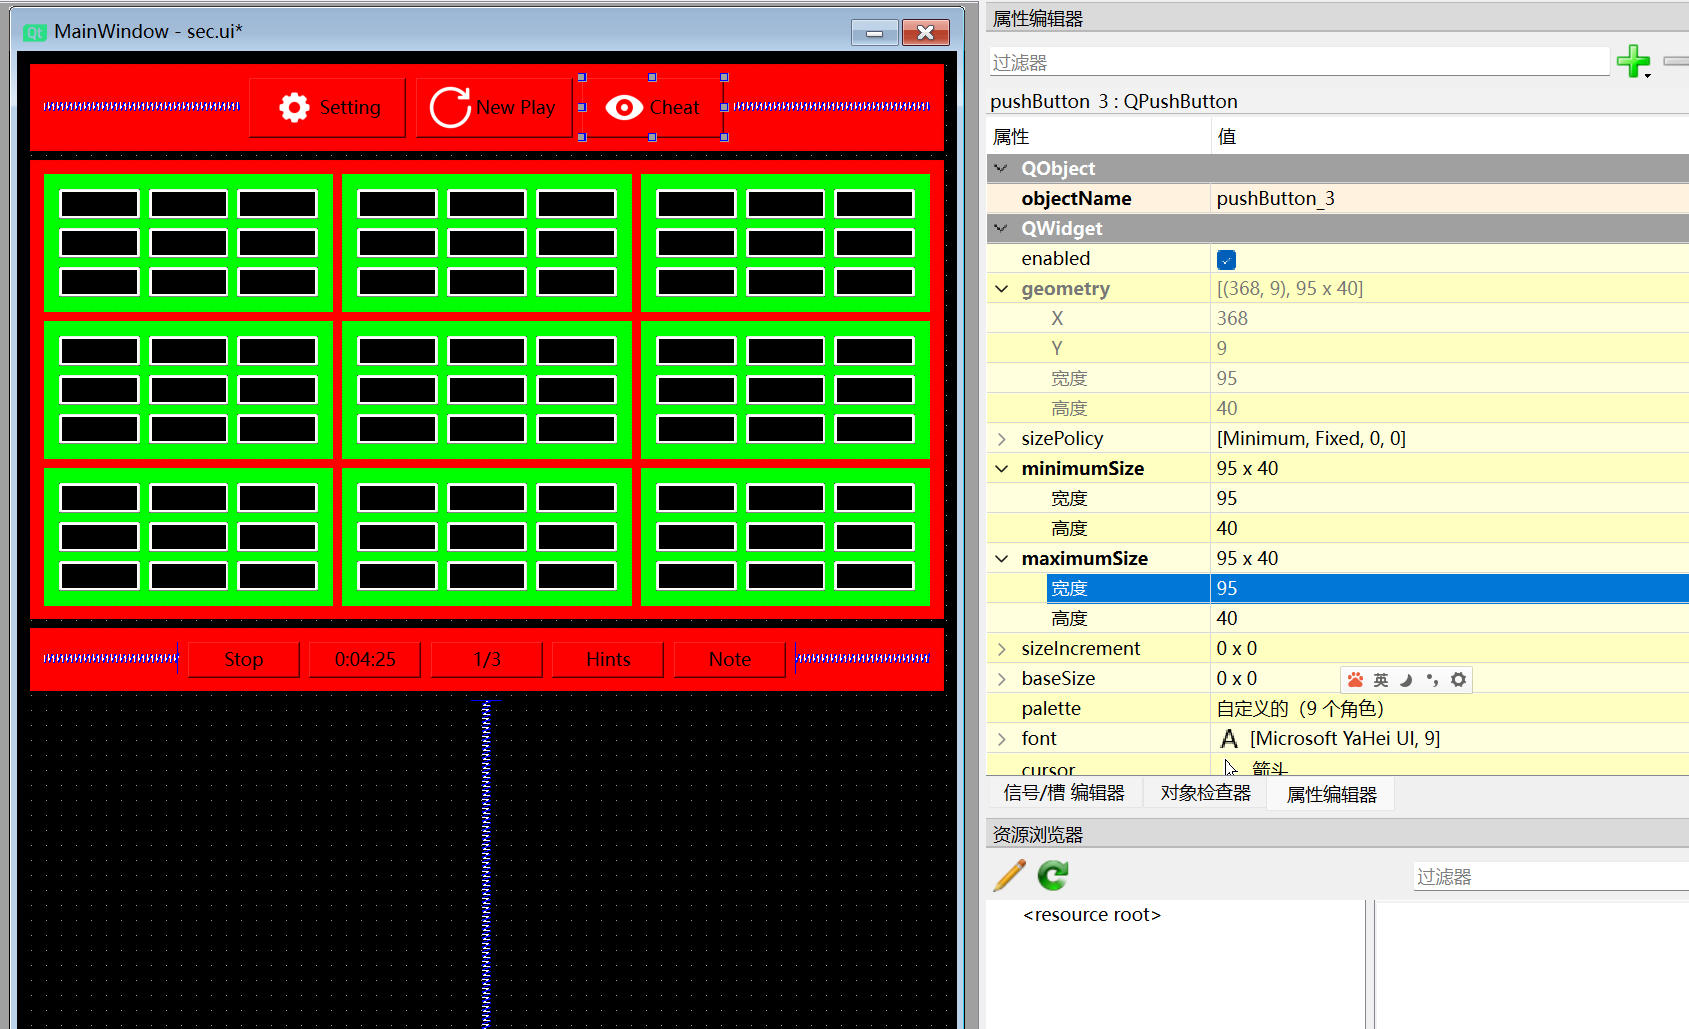 Qt MainWindow - sec.ui*
Setting
New Play
Cheat
Stop
0:04:25
1/3
Hints
Note
属性编辑器
过滤器
pushButton_3 : QPushButton
属性 值
QObject
objectName pushButton_3
QWidget
enabled
geometry [(368, 9), 95 x 40]
X 368
Y 9
宽度 95
高度 40
sizePolicy [Minimum, Fixed, 0, 0]
minimumSize 95 x 40
宽度 95
高度 40
maximumSize 95 x 40
宽度 95
高度 40
sizeIncrement 0 x 0
baseSize 0 x 0
英
palette 自定义的（9 个角色）
font A [Microsoft YaHei UI, 9]
cursor 箭头
信号/槽 编辑器 对象检查器 属性编辑器
资源浏览器
过滤器
<resource root>